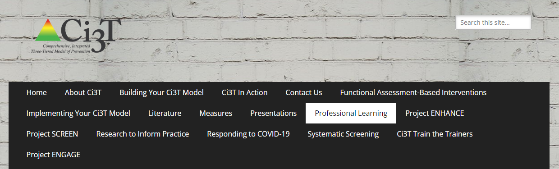 Ci3T
Comprehensive, Integrated
Three-Tiered Model of Prevention
Search this site...
Home About Ci3T Building Your Ci3T Model Ci3T In Action Contact Us Functional Assessment-Based Interventions
Implementing Your Ci3T Model Literature Measures Presentations Professional Learning Project ENHANCE
Project SCREEN Research to Inform Practice Responding to COVID-19 Systematic Screening Ci3T Train the Trainers
Project ENGAGE